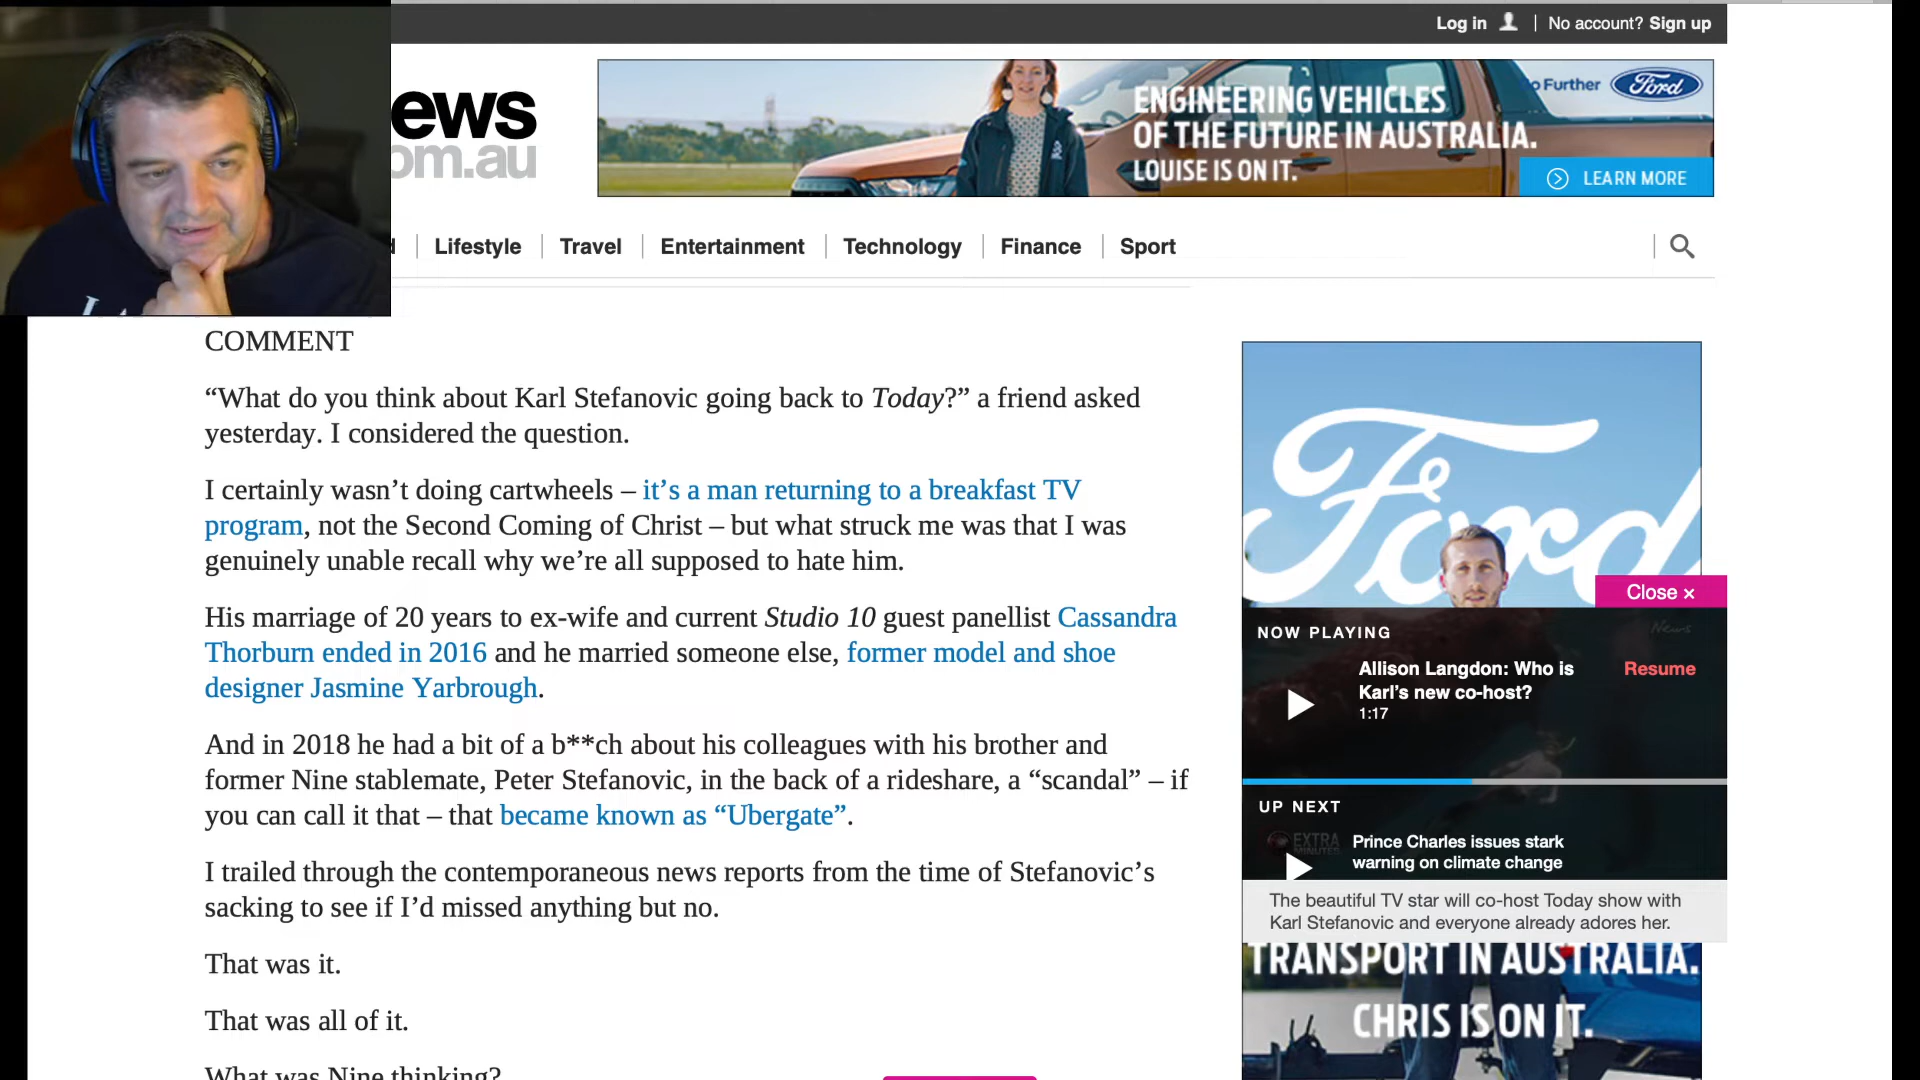 Log in | No account? Sign up
ews
om.au
o Further Ford
ENGINEERING VEHICLES
OF THE FUTURE IN AUSTRALIA.
LOUISE IS ON IT.
LEARN MORE
Lifestyle | Travel | Entertainment | Technology | Finance | Sport
COMMENT
“What do you think about Karl Stefanovic going back to Today?” a friend asked
yesterday. I considered the question.
I certainly wasn’t doing cartwheels – it’s a man returning to a breakfast TV
program, not the Second Coming of Christ – but what struck me was that I was
genuinely unable recall why we’re all supposed to hate him.
His marriage of 20 years to ex-wife and current Studio 10 guest panellist Cassandra
Thorburn ended in 2016 and he married someone else, former model and shoe
designer Jasmine Yarbrough.
And in 2018 he had a bit of a b**ch about his colleagues with his brother and
former Nine stablemate, Peter Stefanovic, in the back of a rideshare, a “scandal” – if
you can call it that – that became known as “Ubergate”.
I trailed through the contemporaneous news reports from the time of Stefanovic’s
sacking to see if I’d missed anything but no.
That was it.
That was all of it.
What was Nine thinking?
Ford
Close ×
News
NOW PLAYING
Allison Langdon: Who is
Karl’s new co-host?
1:17
Resume
UP NEXT
EXTRA
MINUTES
Prince Charles issues stark
warning on climate change
The beautiful TV star will co-host Today show with
Karl Stefanovic and everyone already adores her.
TRANSPORT IN AUSTRALIA.
CHRIS IS ON IT.